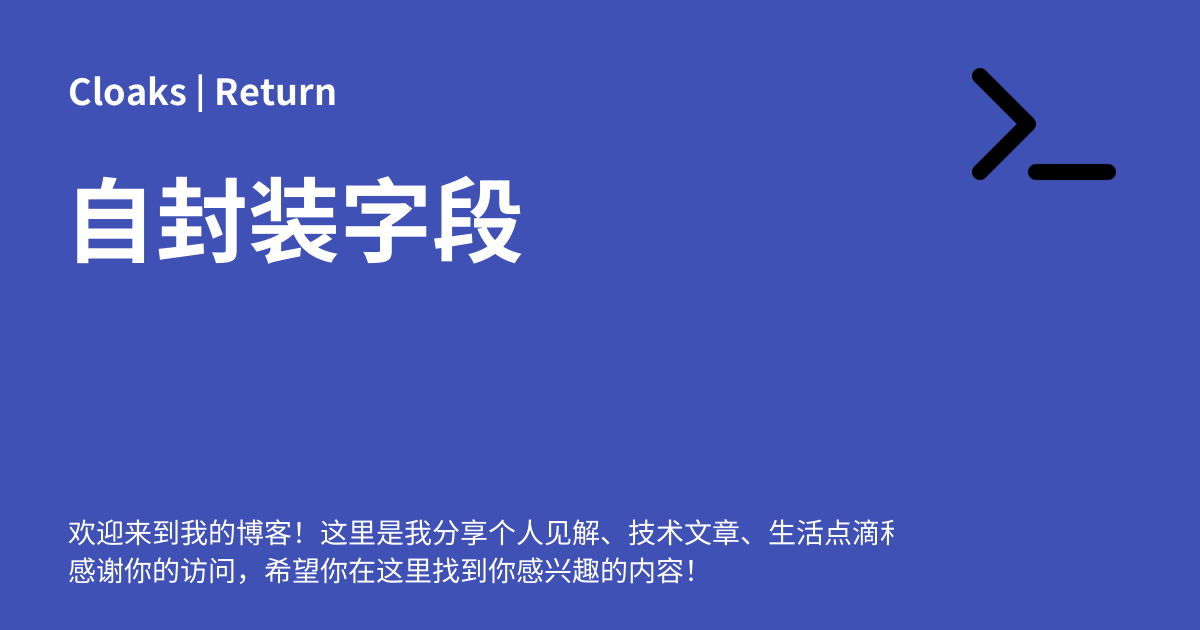 Cloaks | Return
自封装字段
欢迎来到我的博客！这里是我分享个人见解、技术文章、生活点滴
感谢你的访问，希望你在这里找到你感兴趣的内容！